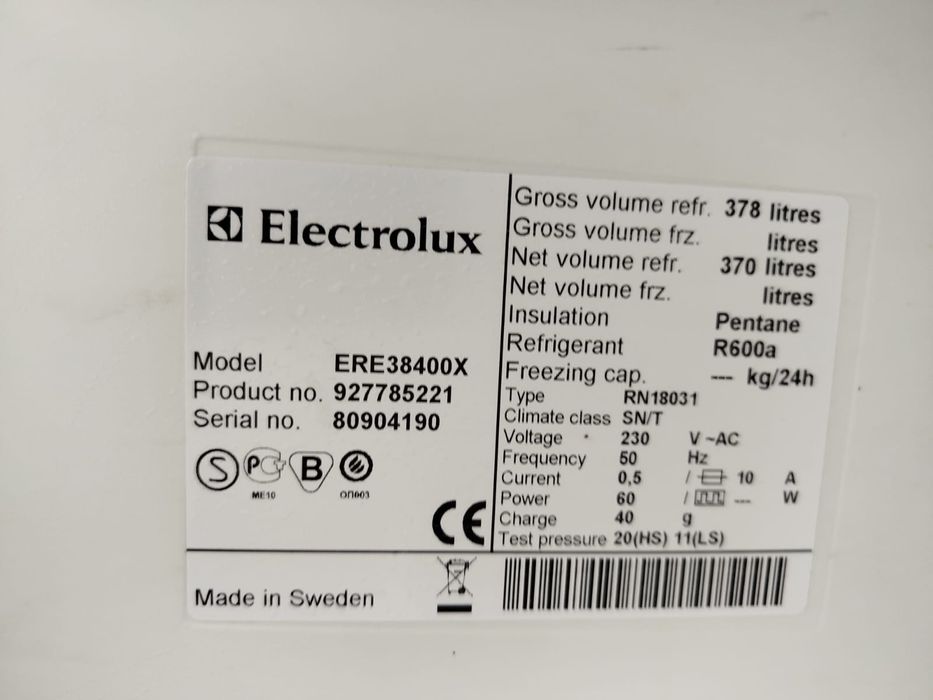 Electrolux
Model ERE38400X
Product no. 927785221
Serial no. 80904190
S PC B
ME10 ОП003
CE
Made in Sweden
Gross volume refr. 378 litres
Gross volume frz. litres
Net volume refr. 370 litres
Net volume frz. litres
Insulation Pentane
Refrigerant R600a
Freezing cap. --- kg/24h
Type RN18031
Climate class SN/T
Voltage 230 V ~AC
Frequency 50 Hz
Current 0,5 / 10 A
Power 60 / --- W
Charge 40 g
Test pressure 20(HS) 11(LS)